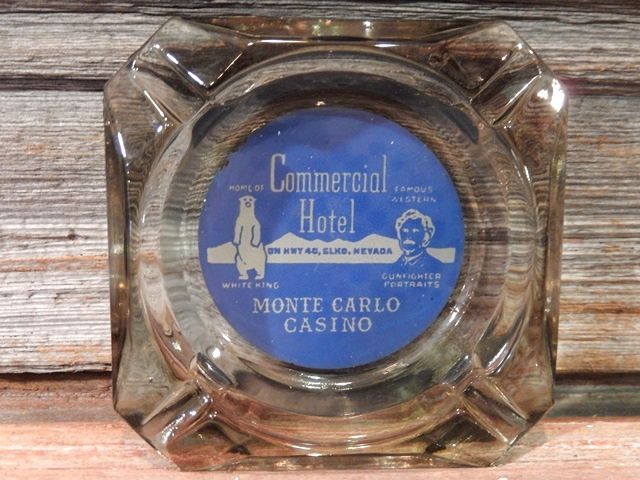 HOME OF
Commercial
FAMOUS
WESTERN
Hotel
ON HWY 40, ELKO, NEVADA
WHITE KING
GUNFIGHTER
PORTRAITS
MONTE CARLO
CASINO